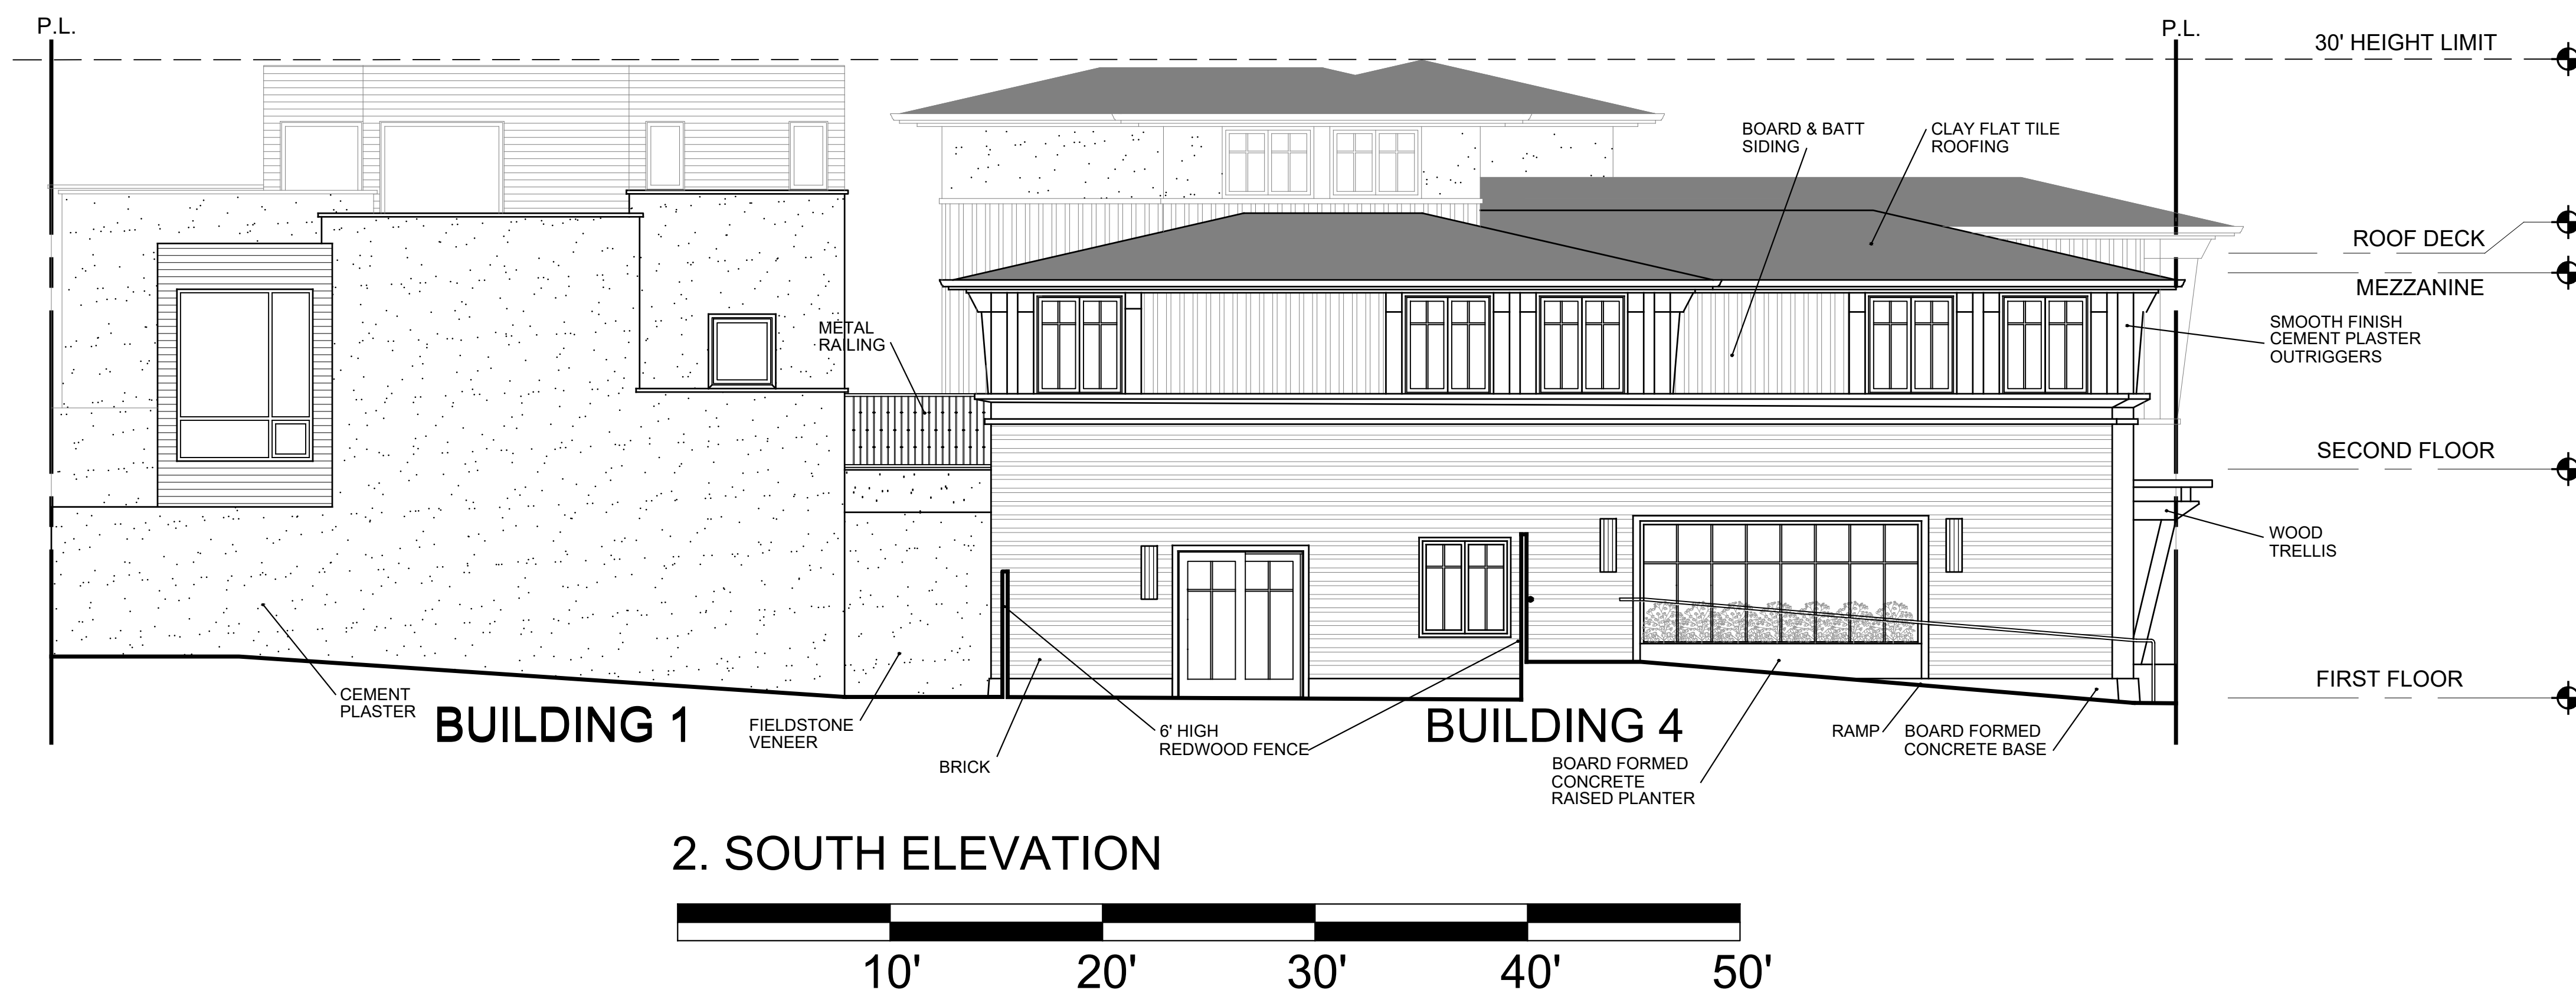 P.L.
P.L.
30' HEIGHT LIMIT
BOARD & BATT
SIDING
CLAY FLAT TILE
ROOFING
ROOF DECK
MEZZANINE
METAL
RAILING
SMOOTH FINISH
CEMENT PLASTER
OUTRIGGERS
SECOND FLOOR
WOOD
TRELLIS
FIRST FLOOR
CEMENT
PLASTER
BUILDING 1
FIELDSTONE
VENEER
BRICK
6' HIGH
REDWOOD FENCE
BUILDING 4
BOARD FORMED
CONCRETE
RAISED PLANTER
RAMP
BOARD FORMED
CONCRETE BASE
2. SOUTH ELEVATION
10' 20' 30' 40' 50'